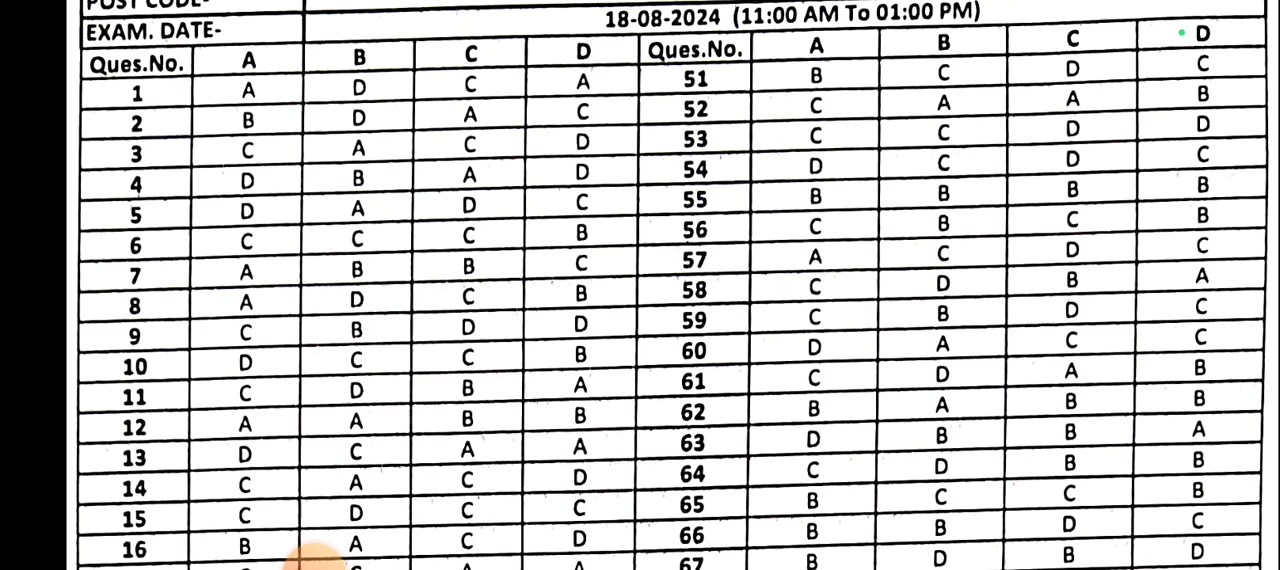 POST CODE-
EXAM. DATE- 18-08-2024 (11:00 AM To 01:00 PM)
Ques.No. A B C D Ques.No. A B C D
1 A D C A 51 B C D C
2 B D A C 52 C A A B
3 C A C D 53 C C D D
4 D B A D 54 D C D C
5 D A D C 55 B B B B
6 C C C B 56 C B C B
7 A B B C 57 A C D C
8 A D C B 58 C D B A
9 C B D D 59 C B D C
10 D C C B 60 D A C C
11 C D B A 61 C D A B
12 A A B B 62 B A B B
13 D C A A 63 D B B A
14 C A C D 64 C D B B
15 C D C C 65 B C C B
16 B A C D 66 B B D C
67 B D B D